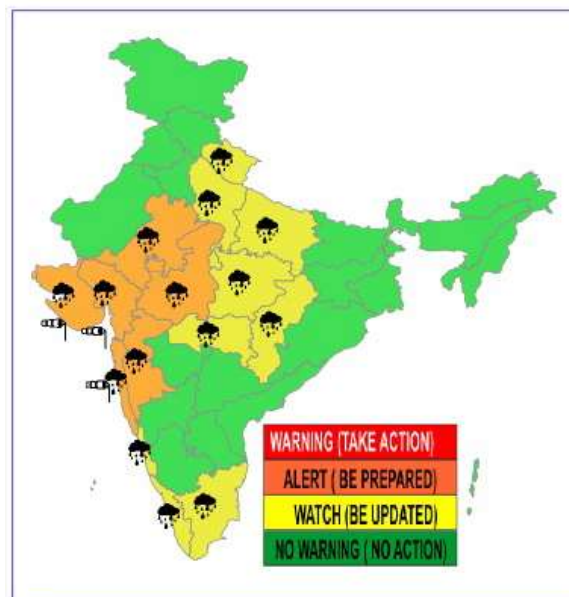 WARNING (TAKE ACTION)
ALERT ( BE PREPARED)
WATCH (BE UPDATED)
NO WARNING ( NO ACTION)